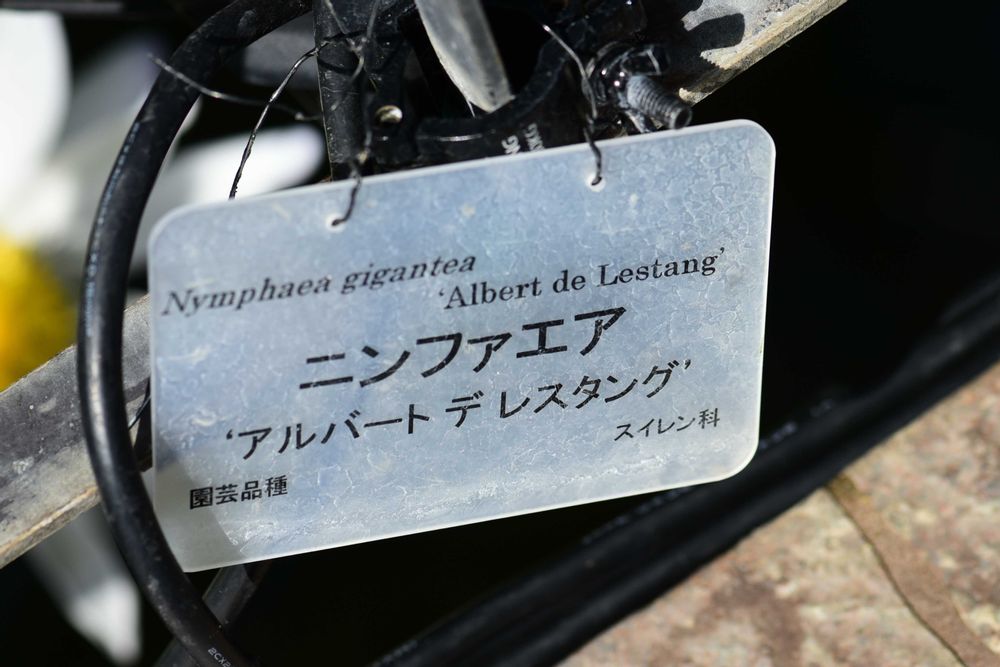 Nymphaea gigantea
‘Albert de Lestang’
ニンファエア
‘アルバート デ レスタング’
スイレン科
園芸品種